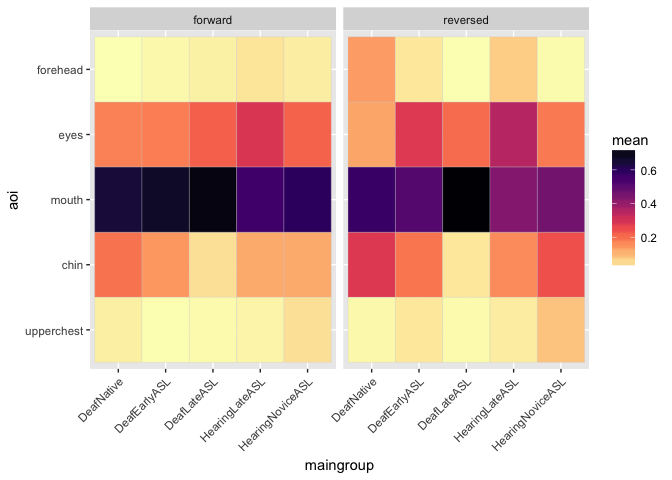 forward
reversed
forehead
eyes
mouth
chin
upperchest
aoi
DeafNative
DeafEarlyASL
DeafLateASL
HearingLateASL
HearingNoviceASL
DeafNative
DeafEarlyASL
DeafLateASL
HearingLateASL
HearingNoviceASL
maingroup
mean
0.6
0.4
0.2